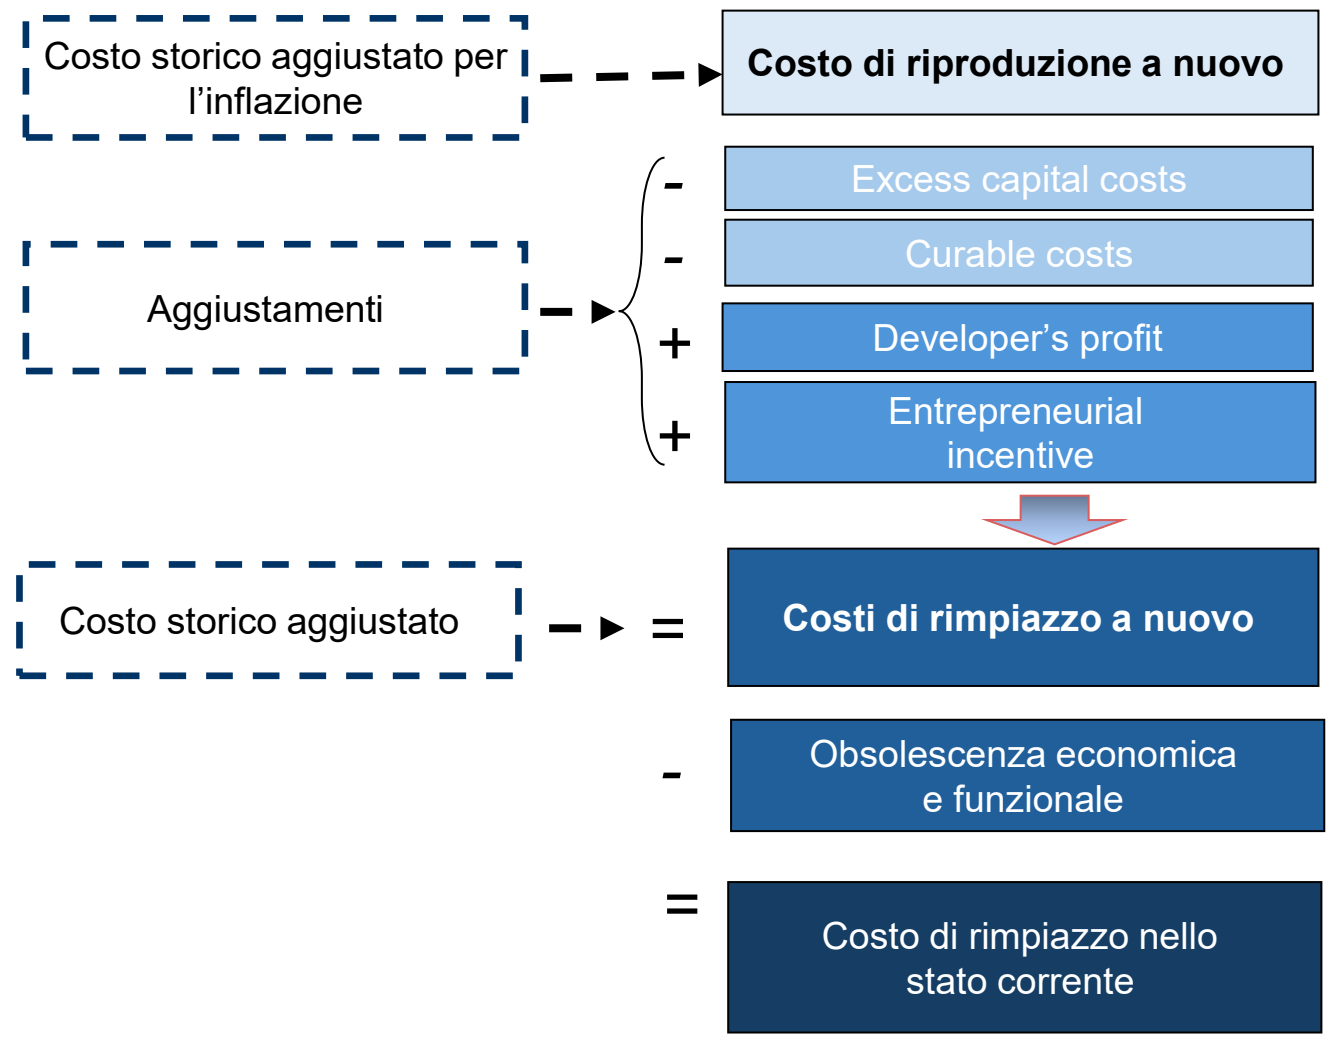 Costo storico aggiustato per
l’inflazione
Costo di riproduzione a nuovo
-
Excess capital costs
-
Curable costs
Aggiustamenti
+
Developer’s profit
+
Entrepreneurial
incentive
Costo storico aggiustato
=
Costi di rimpiazzo a nuovo
-
Obsolescenza economica
e funzionale
=
Costo di rimpiazzo nello
stato corrente